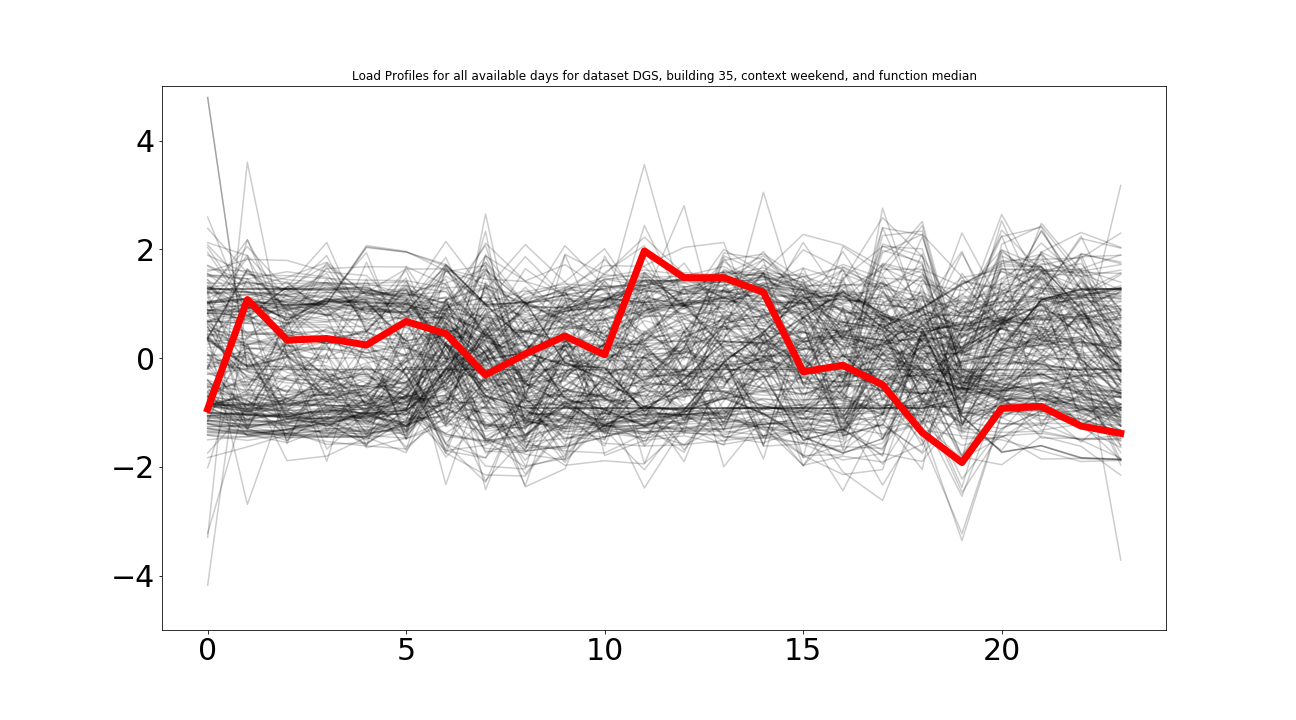 Load Profiles for all available days for dataset DGS, building 35, context weekend, and function median
4
2
0
−2
−4
0 5 10 15 20